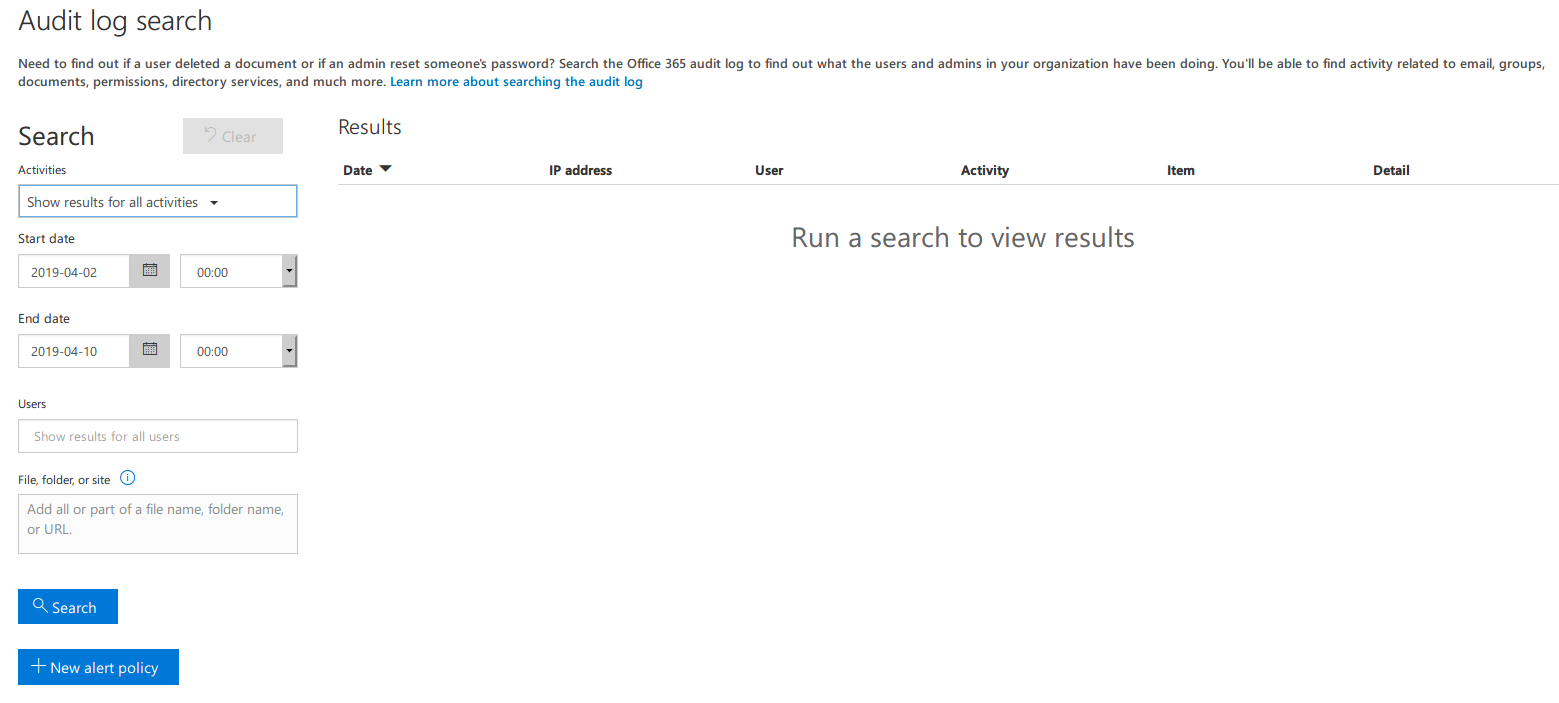 Audit log search
Need to find out if a user deleted a document or if an admin reset someone's password? Search the Office 365 audit log to find out what the users and admins in your organization have been doing. You'll be able to find activity related to email, groups,
documents, permissions, directory services, and much more. Learn more about searching the audit log
Search
Clear
Activities
Show results for all activities
Start date
2019-04-02
00:00
End date
2019-04-10
00:00
Users
Show results for all users
File, folder, or site
Add all or part of a file name, folder name,
or URL.
Search
New alert policy
Results
Date IP address User Activity Item Detail
Run a search to view results